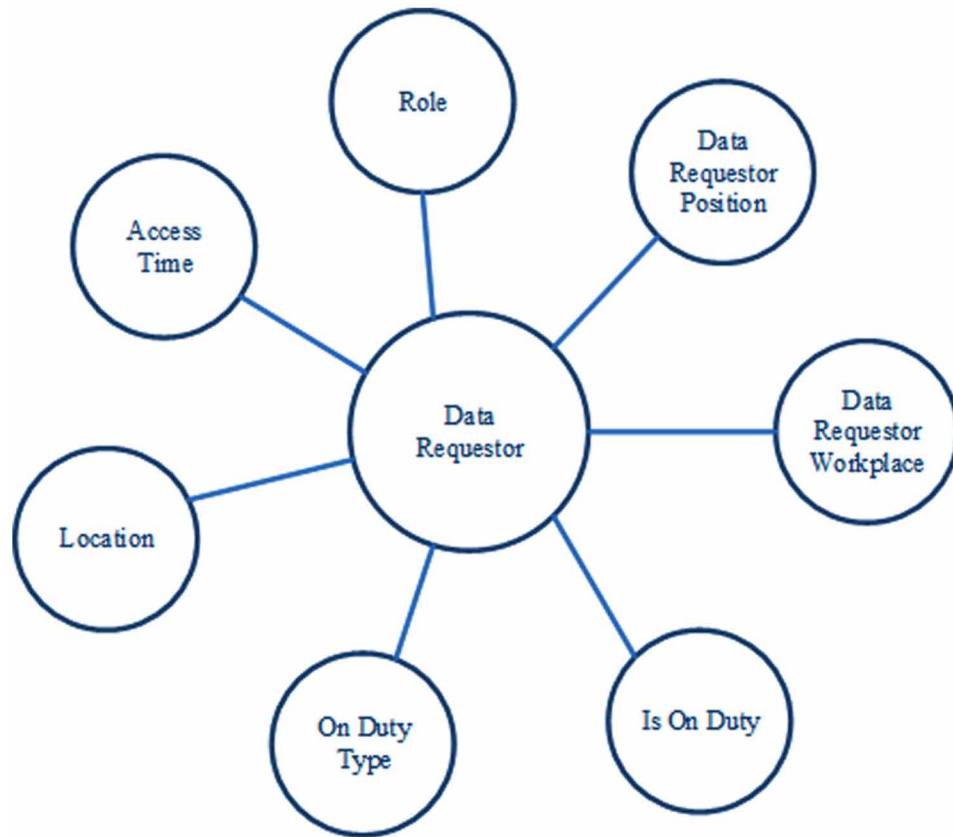 Role
Data
Requestor
Position
Access
Time
Data
Requestor
Data
Requestor
Workplace
Location
On Duty
Type
Is On Duty